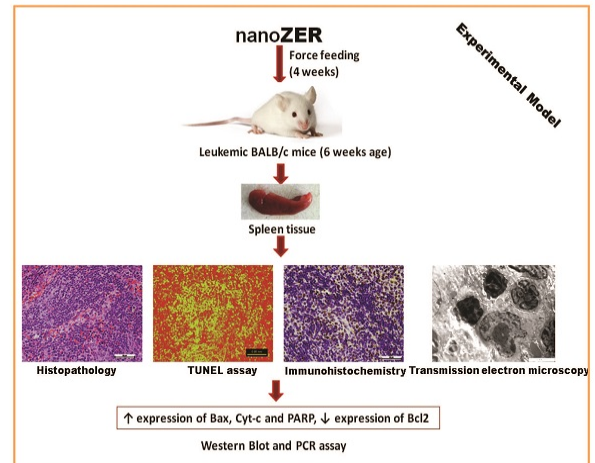 nanoZER
Force feeding
(4 weeks)
Experimental Model
Leukemic BALB/c mice (6 weeks age)
Spleen tissue
Histopathology
TUNEL assay
Immunohistochemistry
Transmission electron microscopy
↑ expression of Bax, Cyt-c and PARP, ↓ expression of Bcl2
Western Blot and PCR assay